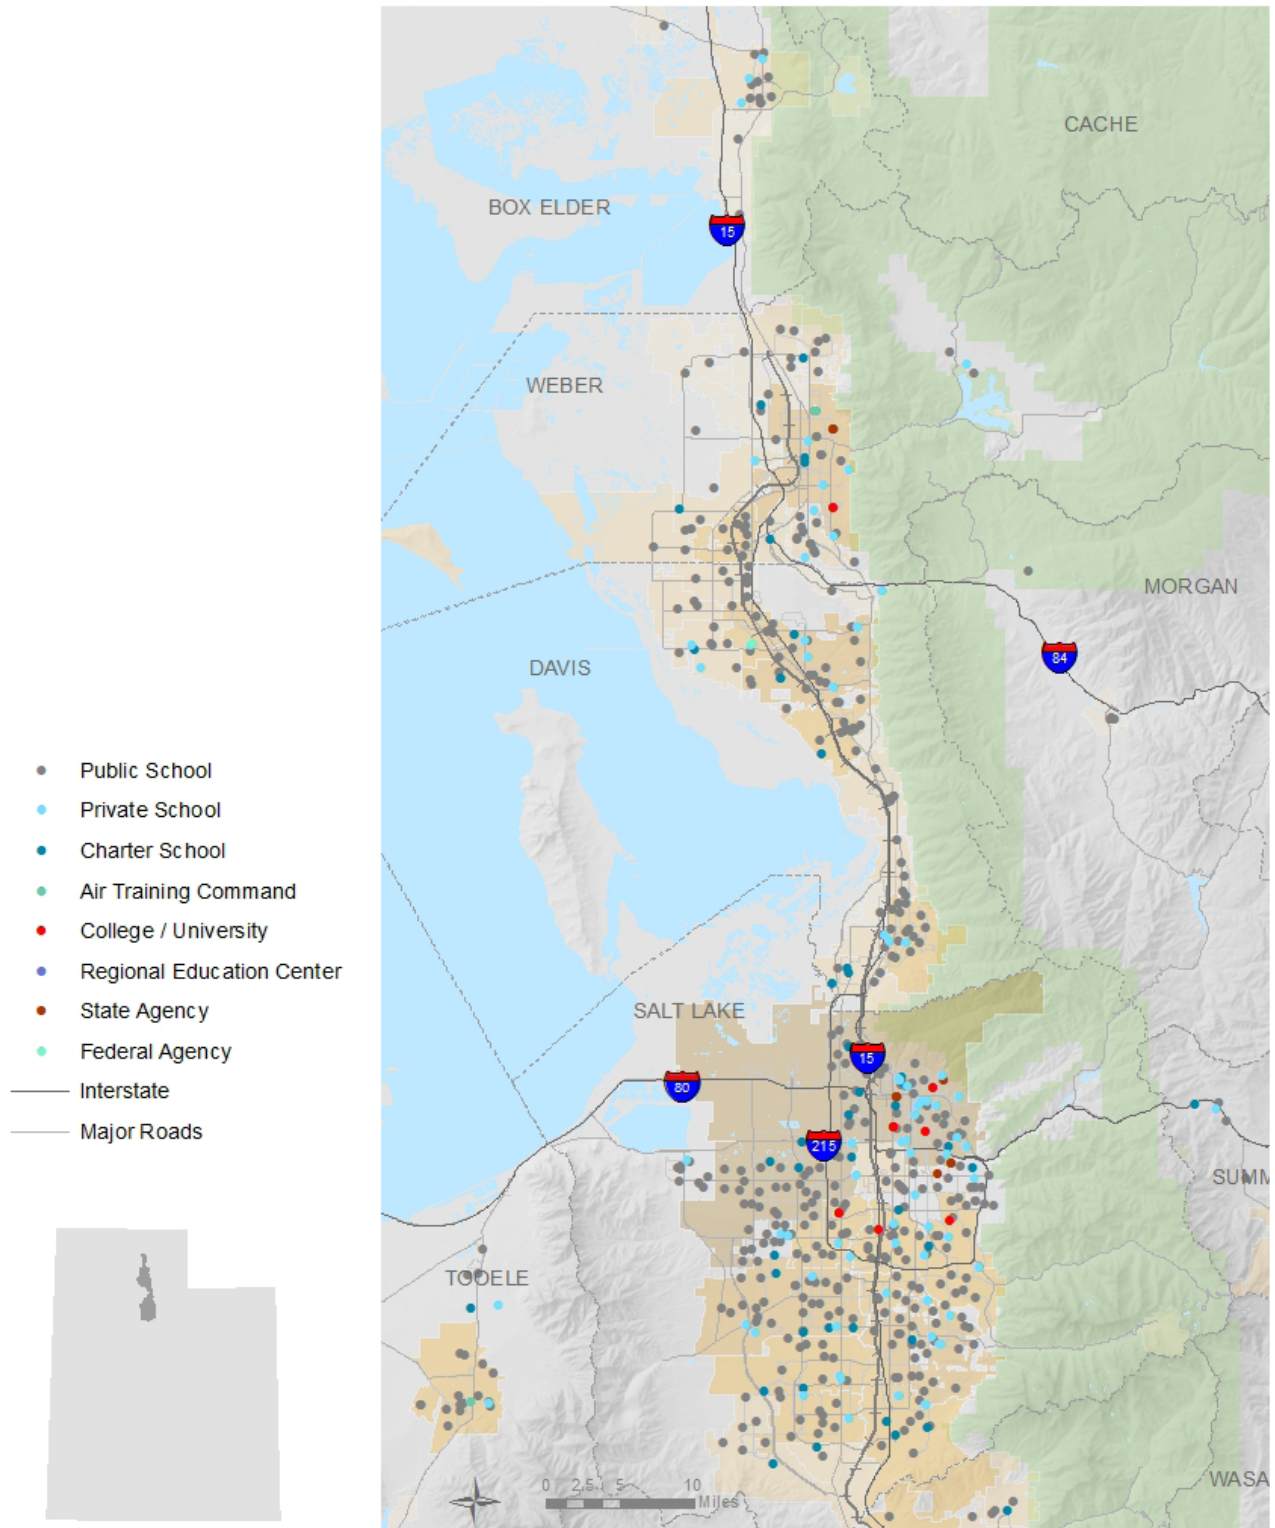 CACHE
BOX ELDER
15
WEBER
MORGAN
84
DAVIS
Public School
Private School
Charter School
Air Training Command
College / University
Regional Education Center
State Agency
Federal Agency
Interstate
Major Roads
SALT LAKE
15
80
215
SUMM
TOOELE
WASA
0 2.5 5 10
Miles